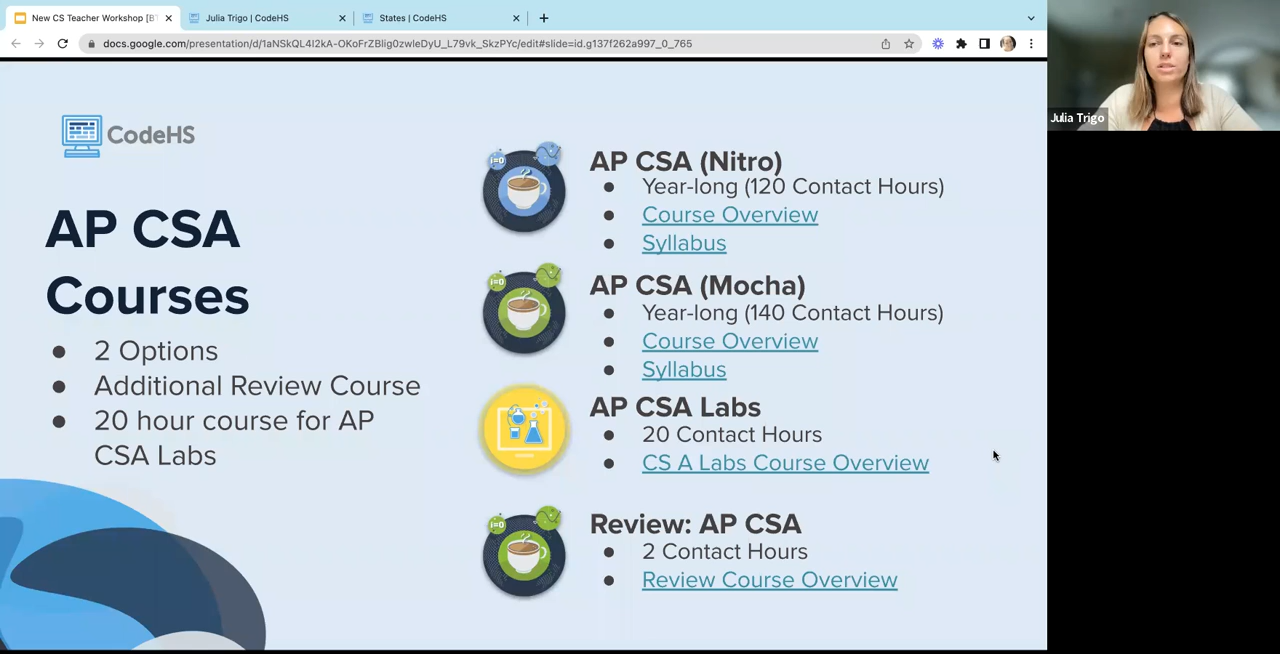 New CS Teacher Workshop [BT
Julia Trigo | CodeHS
States | CodeHS
docs.google.com/presentation/d/1aNSkQL4I2kA-OKoFrZBlig0zwleDyU_L79vk_SkzPYc/edit#slide=id.g137f262a997_0_765
Julia Trigo
CodeHS
AP CSA
Courses
● 2 Options
● Additional Review Course
● 20 hour course for AP
CSA Labs
i=0
AP CSA (Nitro)
● Year-long (120 Contact Hours)
● Course Overview
● Syllabus
i=0
AP CSA (Mocha)
● Year-long (140 Contact Hours)
● Course Overview
● Syllabus
AP CSA Labs
● 20 Contact Hours
● CS A Labs Course Overview
i=0
Review: AP CSA
● 2 Contact Hours
● Review Course Overview